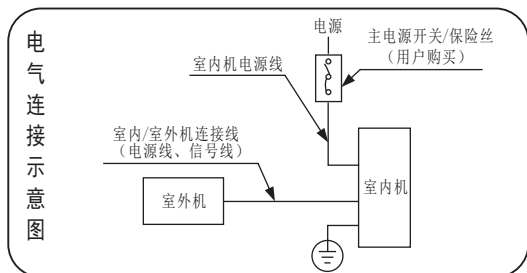 电气连接示意图
电源
主电源开关/保险丝
（用户购买）
室内机电源线
室内/室外机连接线
（电源线、信号线）
室外机
室内机